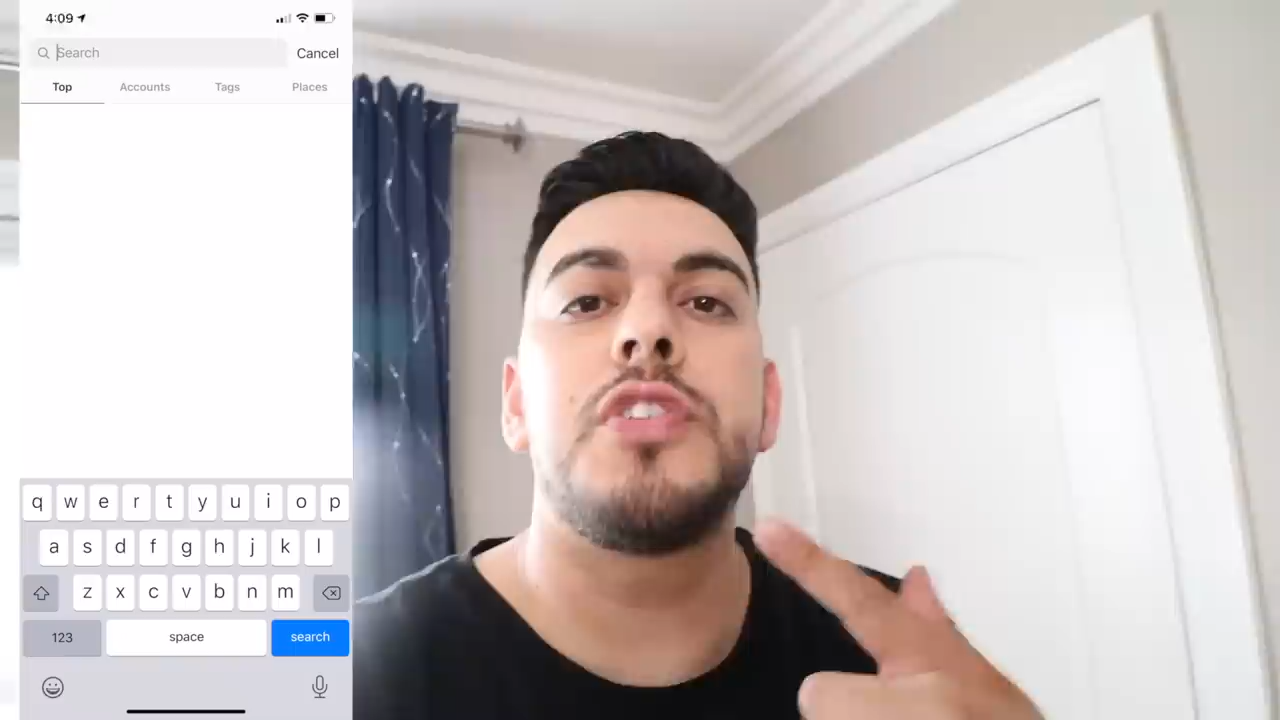 4:09
Search
Cancel
Top Accounts Tags Places
q w e r t y u i o p
a s d f g h j k l
z x c v b n m
123 space search